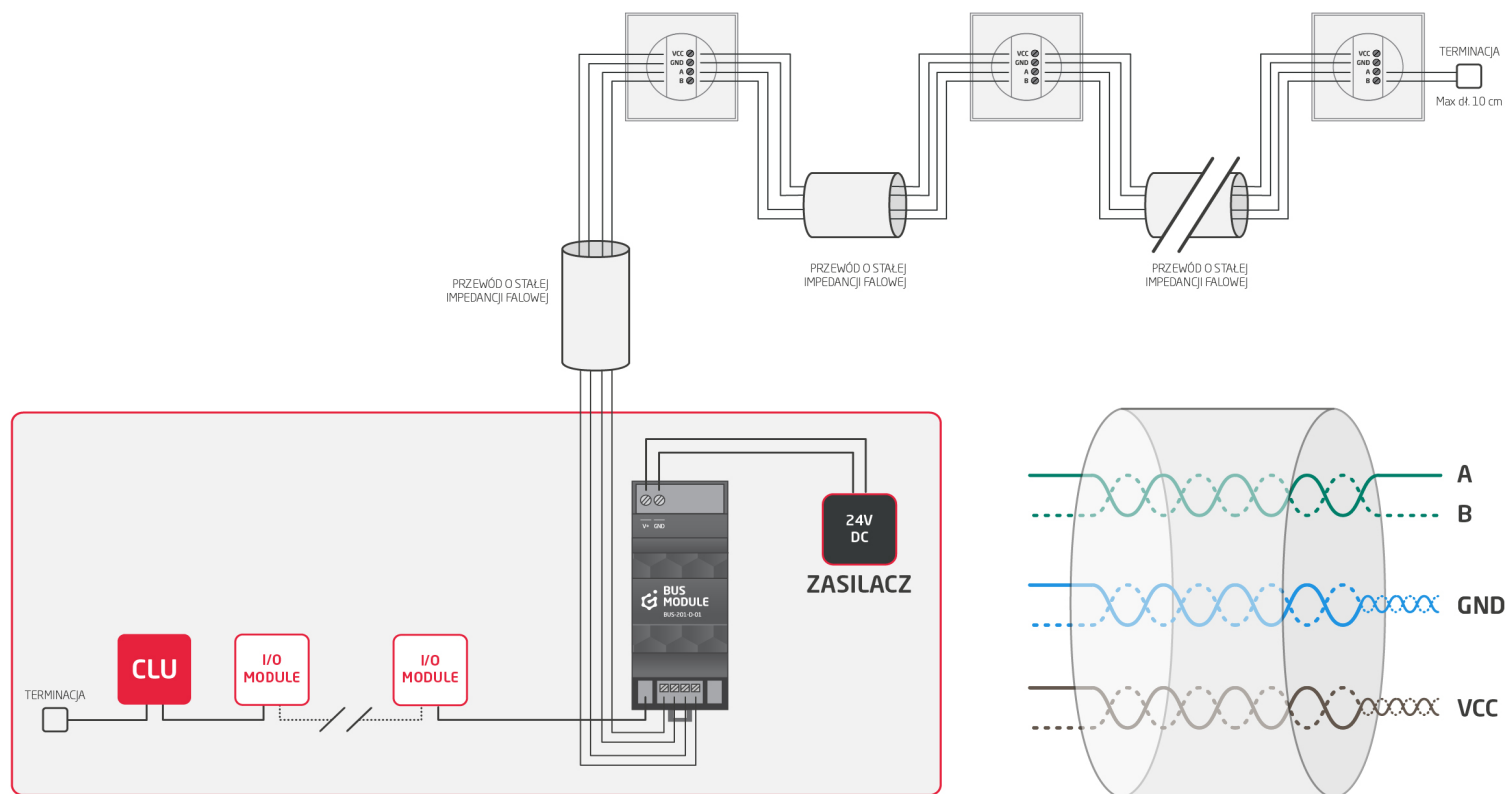 VCC
GND
A
B
VCC
GND
A
B
VCC
GND
A
B
TERMINACJA
Max dł. 10 cm
PRZEWÓD O STAŁEJ
IMPEDANCJI FALOWEJ
PRZEWÓD O STAŁEJ
IMPEDANCJI FALOWEJ
PRZEWÓD O STAŁEJ
IMPEDANCJI FALOWEJ
V+ GND
BUS
MODULE
BUS-201-D-01
24V
DC
ZASILACZ
CLU
I/O
MODULE
I/O
MODULE
TERMINACJA
A
B
GND
VCC